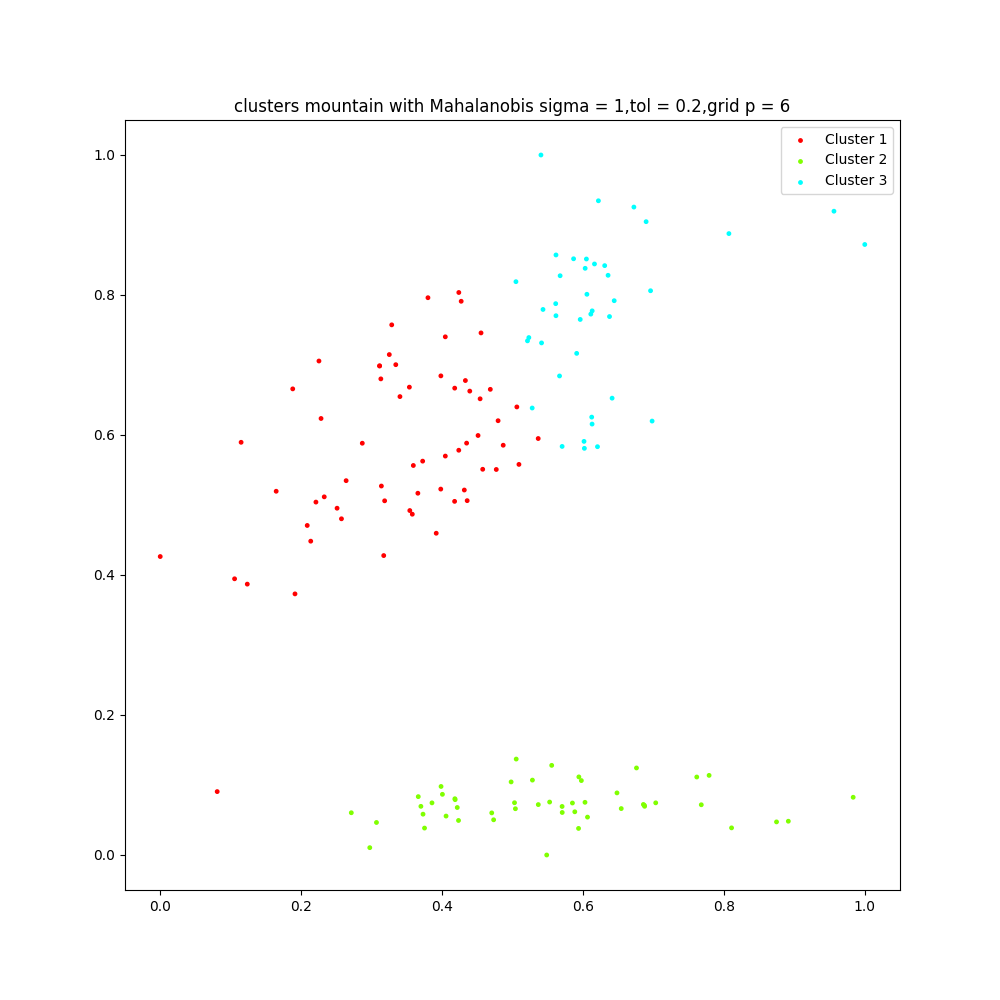 clusters mountain with Mahalanobis sigma = 1,tol = 0.2,grid p = 6
Cluster 1
Cluster 2
Cluster 3
1.0
0.8
0.6
0.4
0.2
0.0
0.0 0.2 0.4 0.6 0.8 1.0